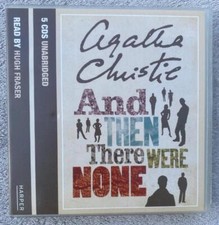 Agatha
Christie
And
THEN
There WERE
NONE
5 CDS UNABRIDGED
READ BY HUGH FRASER
HARPER